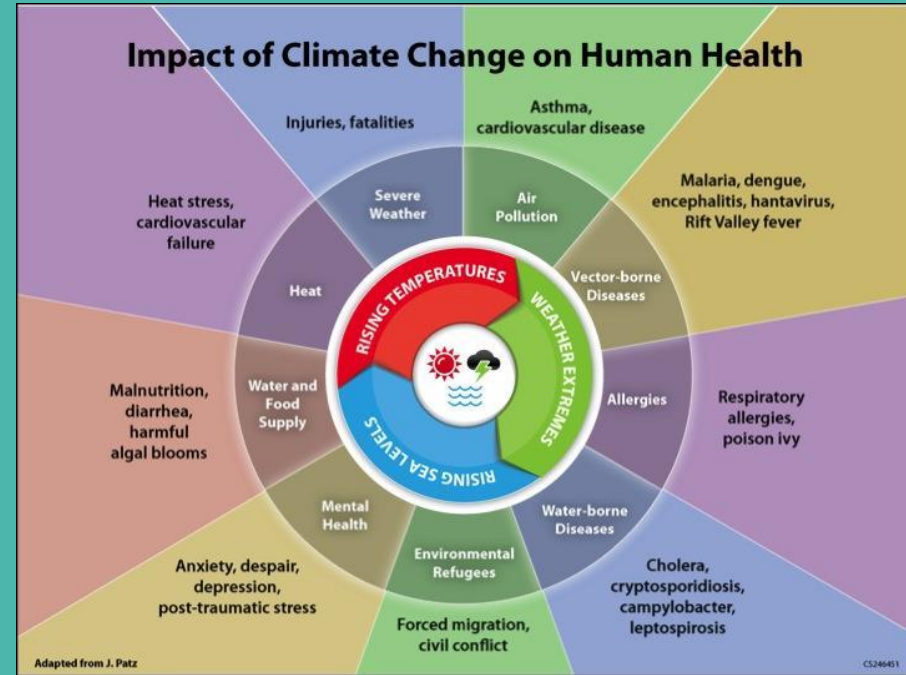 Impact of Climate Change on Human Health
Injuries, fatalities
Asthma,
cardiovascular disease
Heat stress,
cardiovascular
failure
Severe
Weather
Air
Pollution
Malaria, dengue,
encephalitis, hantavirus,
Rift Valley fever
Heat
Vector-borne
Diseases
RISING TEMPERATURES
WEATHER EXTREMES
RISING SEA LEVELS
Malnutrition,
diarrhea,
harmful
algal blooms
Water and
Food
Supply
Allergies
Respiratory
allergies,
poison ivy
Mental
Health
Water-borne
Diseases
Environmental
Refugees
Anxiety, despair,
depression,
post-traumatic stress
Forced migration,
civil conflict
Cholera,
cryptosporidiosis,
campylobacter,
leptospirosis
Adapted from J. Patz
CS246451